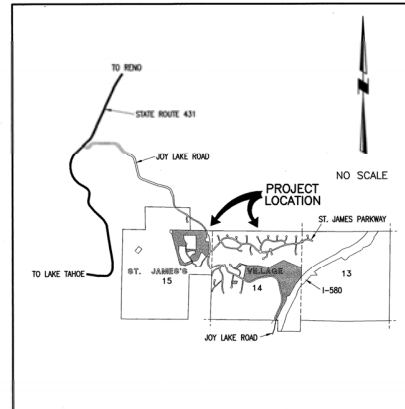 TO RENO
STATE ROUTE 431
JOY LAKE ROAD
NO SCALE
PROJECT
LOCATION
ST. JAMES PARKWAY
TO LAKE TAHOE
ST. JAMES'S VILLAGE
13
15
14
I-580
JOY LAKE ROAD